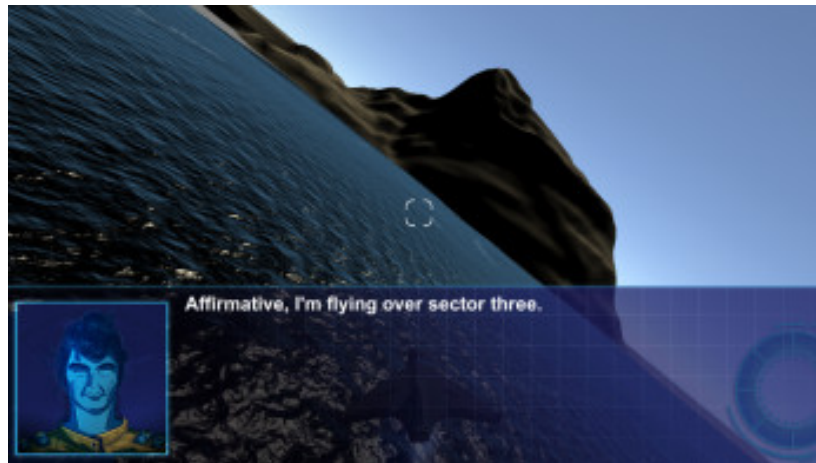 Affirmative, I'm flying over sector three.